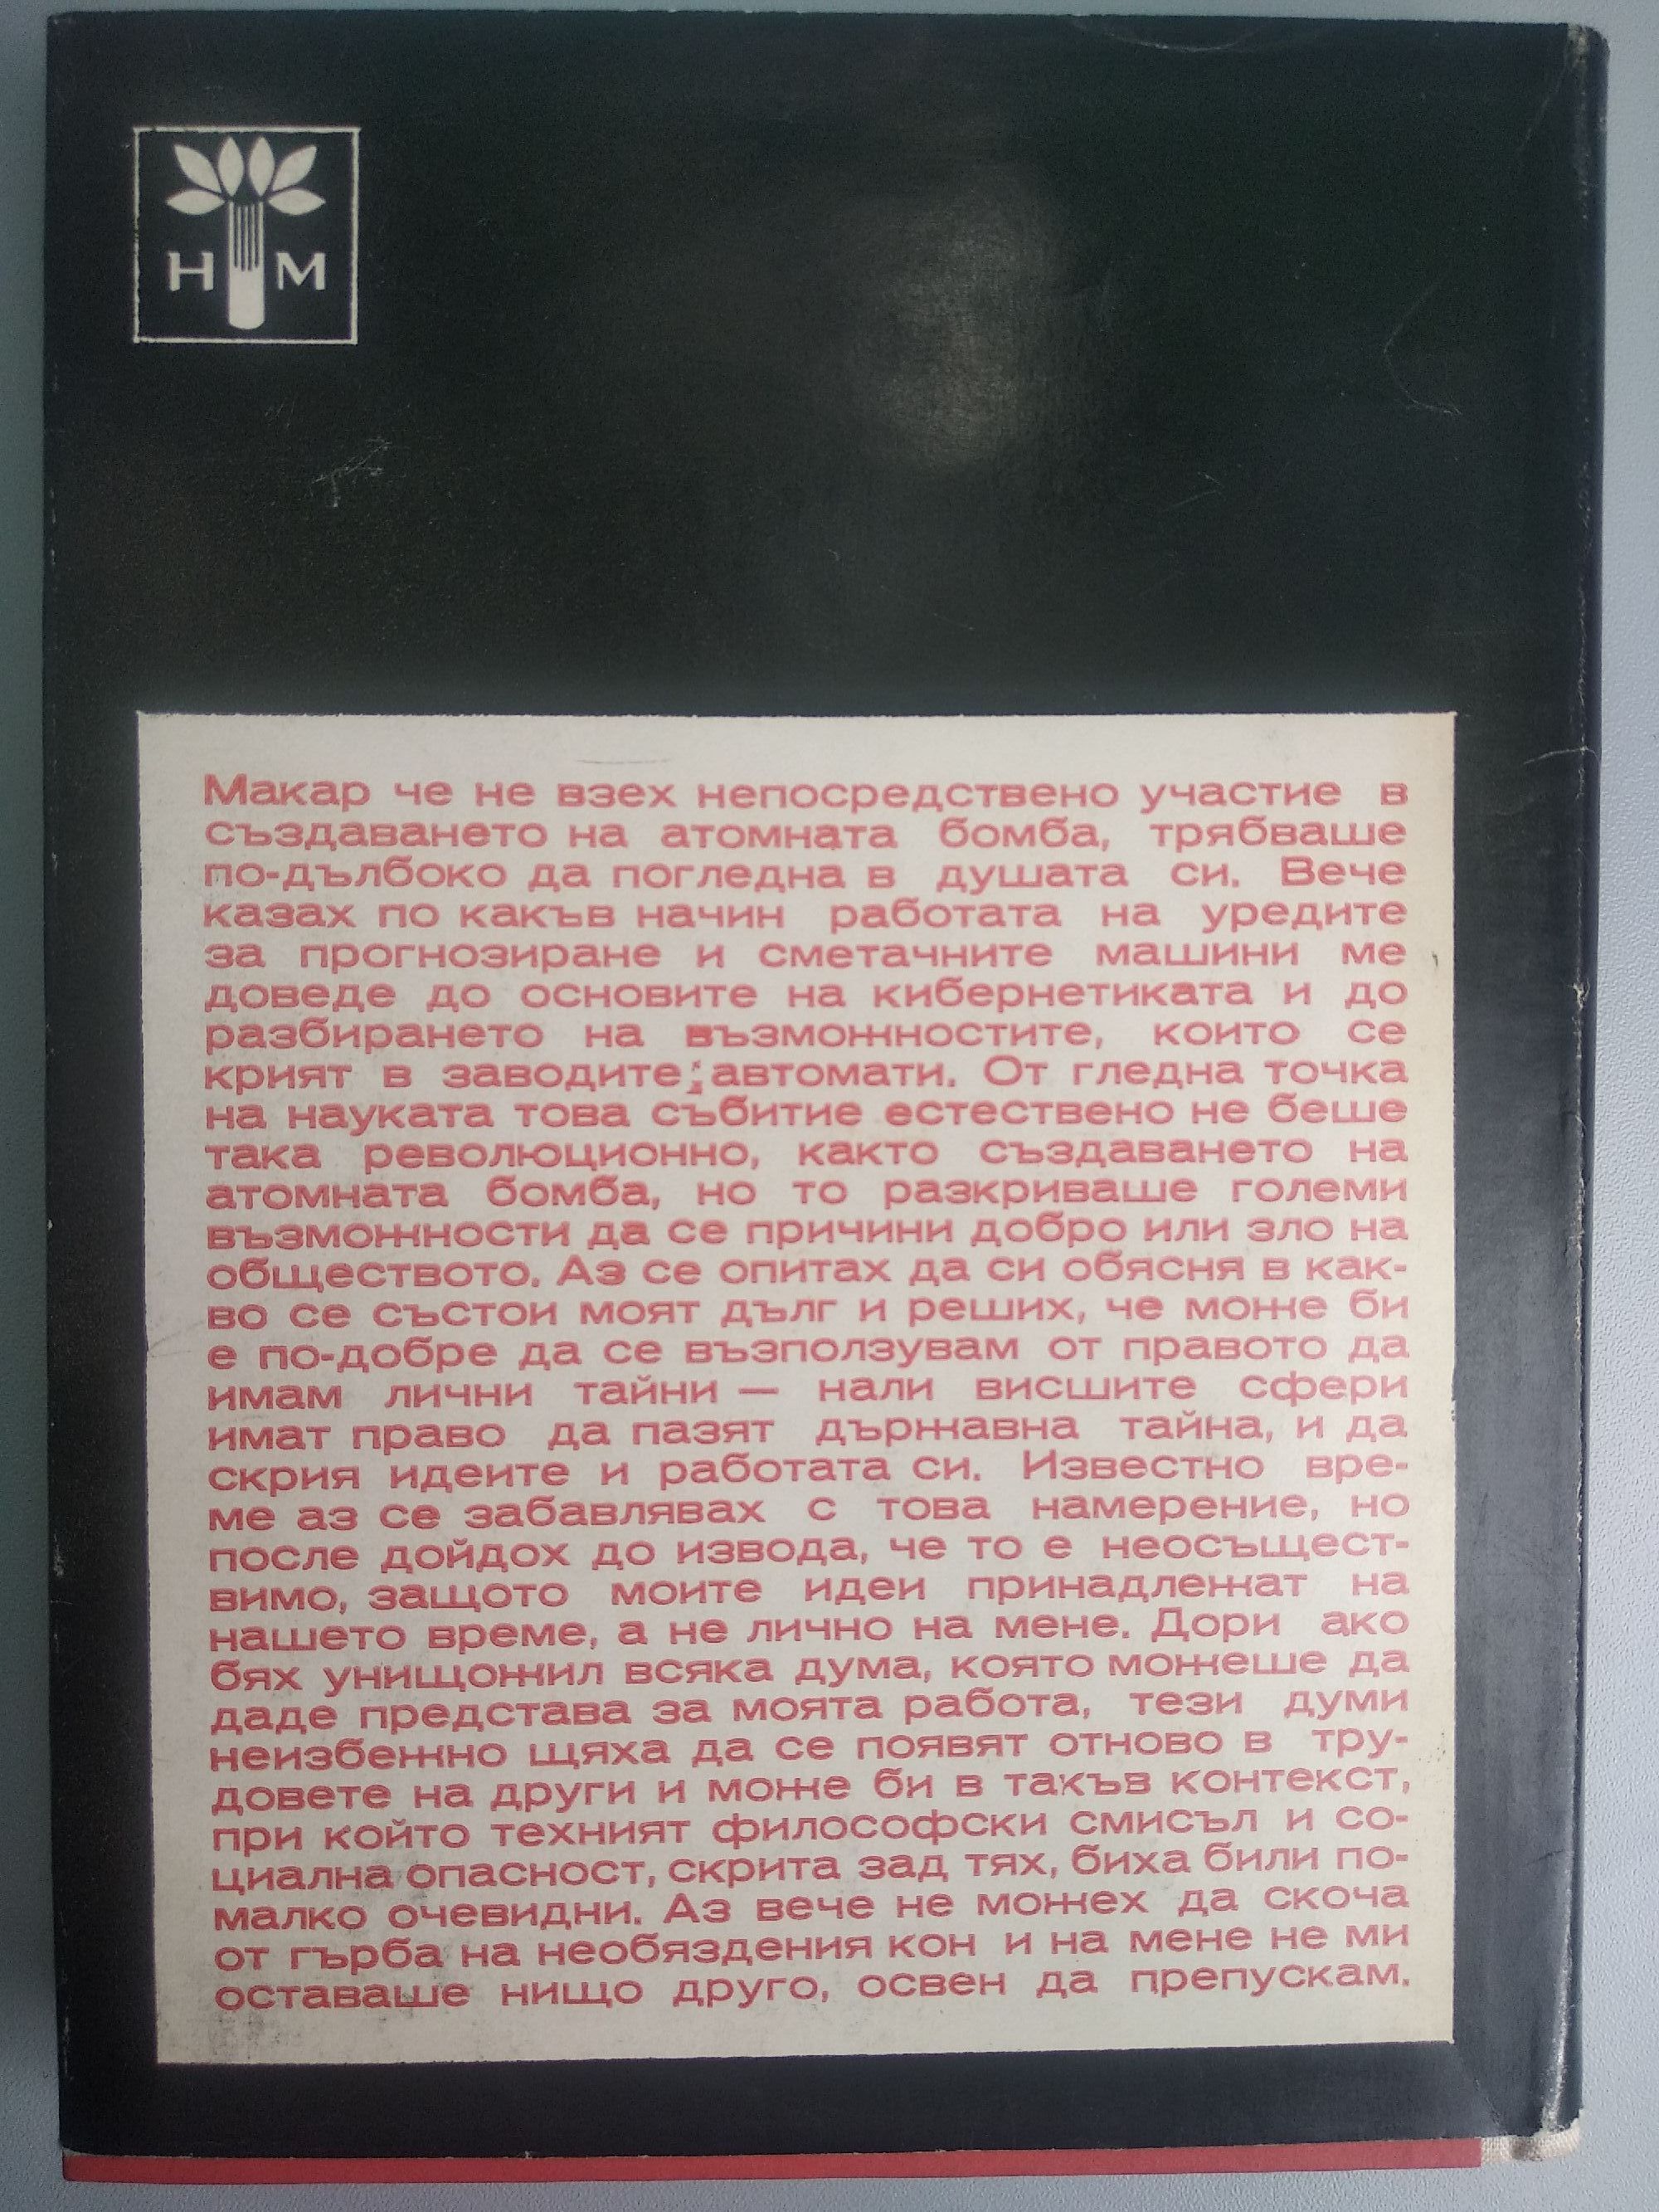 Н М
Макар че не взех непосредствено участие в
създаването на атомната бомба, трябваше
по-дълбоко да погледна в душата си. Вече
казах по какъв начин работата на уредите
за прогнозиране и сметачните машини ме
доведе до основите на кибернетиката и до
разбирането на възможностите, които се
крият в заводите-автомати. От гледна точка
на науката това събитие естествено не беше
така революционно, както създаването на
атомната бомба, но то разкриваше големи
възможности да се причини добро или зло на
обществото. Аз се опитах да си обясня в как-
во се състои моят дълг и реших, че може би
е по-добре да се възползувам от правото да
имам лични тайни — нали висшите сфери
имат право да пазят държавна тайна, и да
скрия идеите и работата си. Известно вре-
ме аз се забавлявах с това намерение, но
после дойдох до извода, че то е неосъщест-
вимо, защото моите идеи принадлежат на
нашето време, а не лично на мене. Дори ако
бях унищожил всяка дума, която можеше да
даде представа за моята работа, тези думи
неизбежно щяха да се появят отново в тру-
довете на други и може би в такъв контекст,
при който техният философски смисъл и со-
циална опасност, скрита зад тях, биха били по-
малко очевидни. Аз вече не можех да скоча
от гърба на необяздения кон и на мене не ми
оставаше нищо друго, освен да препускам.